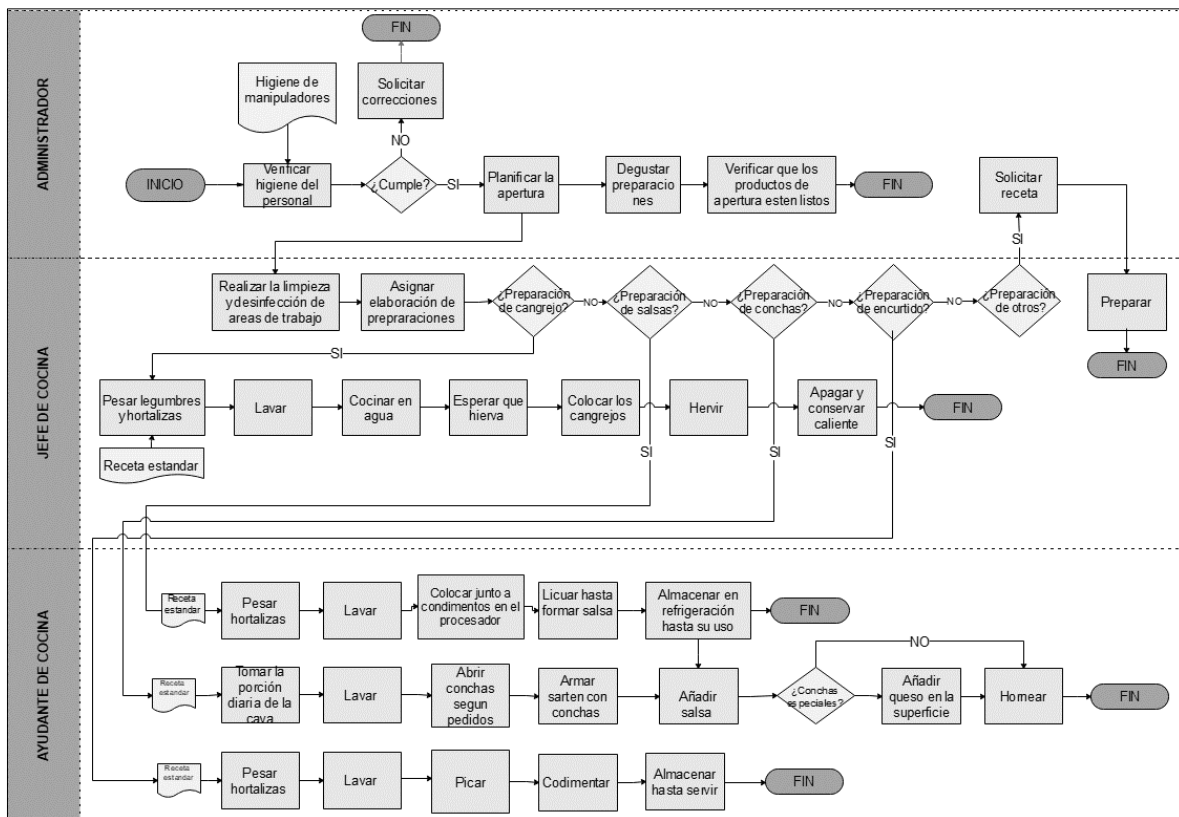 ADMINISTRADOR
FIN
Higiene de
manipuladores
Solicitar
correcciones
NO
INICIO
Verificar
higiene del
personal
¿Cumple?
SI
Planificar la
apertura
Degustar
preparacio
nes
Verificar que los
productos de
apertura esten listos
FIN
Solicitar
receta
SI
JEFE DE COCINA
Realizar la limpieza
y desinfección de
areas de trabajo
Asignar
elaboración de
prepraraciones
¿Preparación
de cangrejo?
NO
¿Preparación
de salsas?
NO
¿Preparación
de conchas?
NO
¿Preparación
de encurtido?
NO
¿Preparación
de otros?
Preparar
FIN
SI
Pesar legumbres
y hortalizas
Lavar
Cocinar en
agua
Esperar que
hierva
Colocar los
cangrejos
Hervir
Apagar y
conservar
caliente
FIN
Receta estandar
SI
SI
SI
AYUDANTE DE COCINA
Receta
estandar
Pesar
hortalizas
Lavar
Colocar junto a
condimentos en el
procesador
Licuar hasta
formar salsa
Almacenar en
refrigeración
hasta su uso
FIN
NO
Receta
estandar
Tomar la
porción
diaria de la
cava
Lavar
Abrir
conchas
segun
pedidos
Armar
sarten con
conchas
Añadir
salsa
¿Conchas
es peciales?
Añadir
queso en la
superficie
Hornear
FIN
Receta
estandar
Pesar
hortalizas
Lavar
Picar
Codimentar
Almacenar
hasta servir
FIN